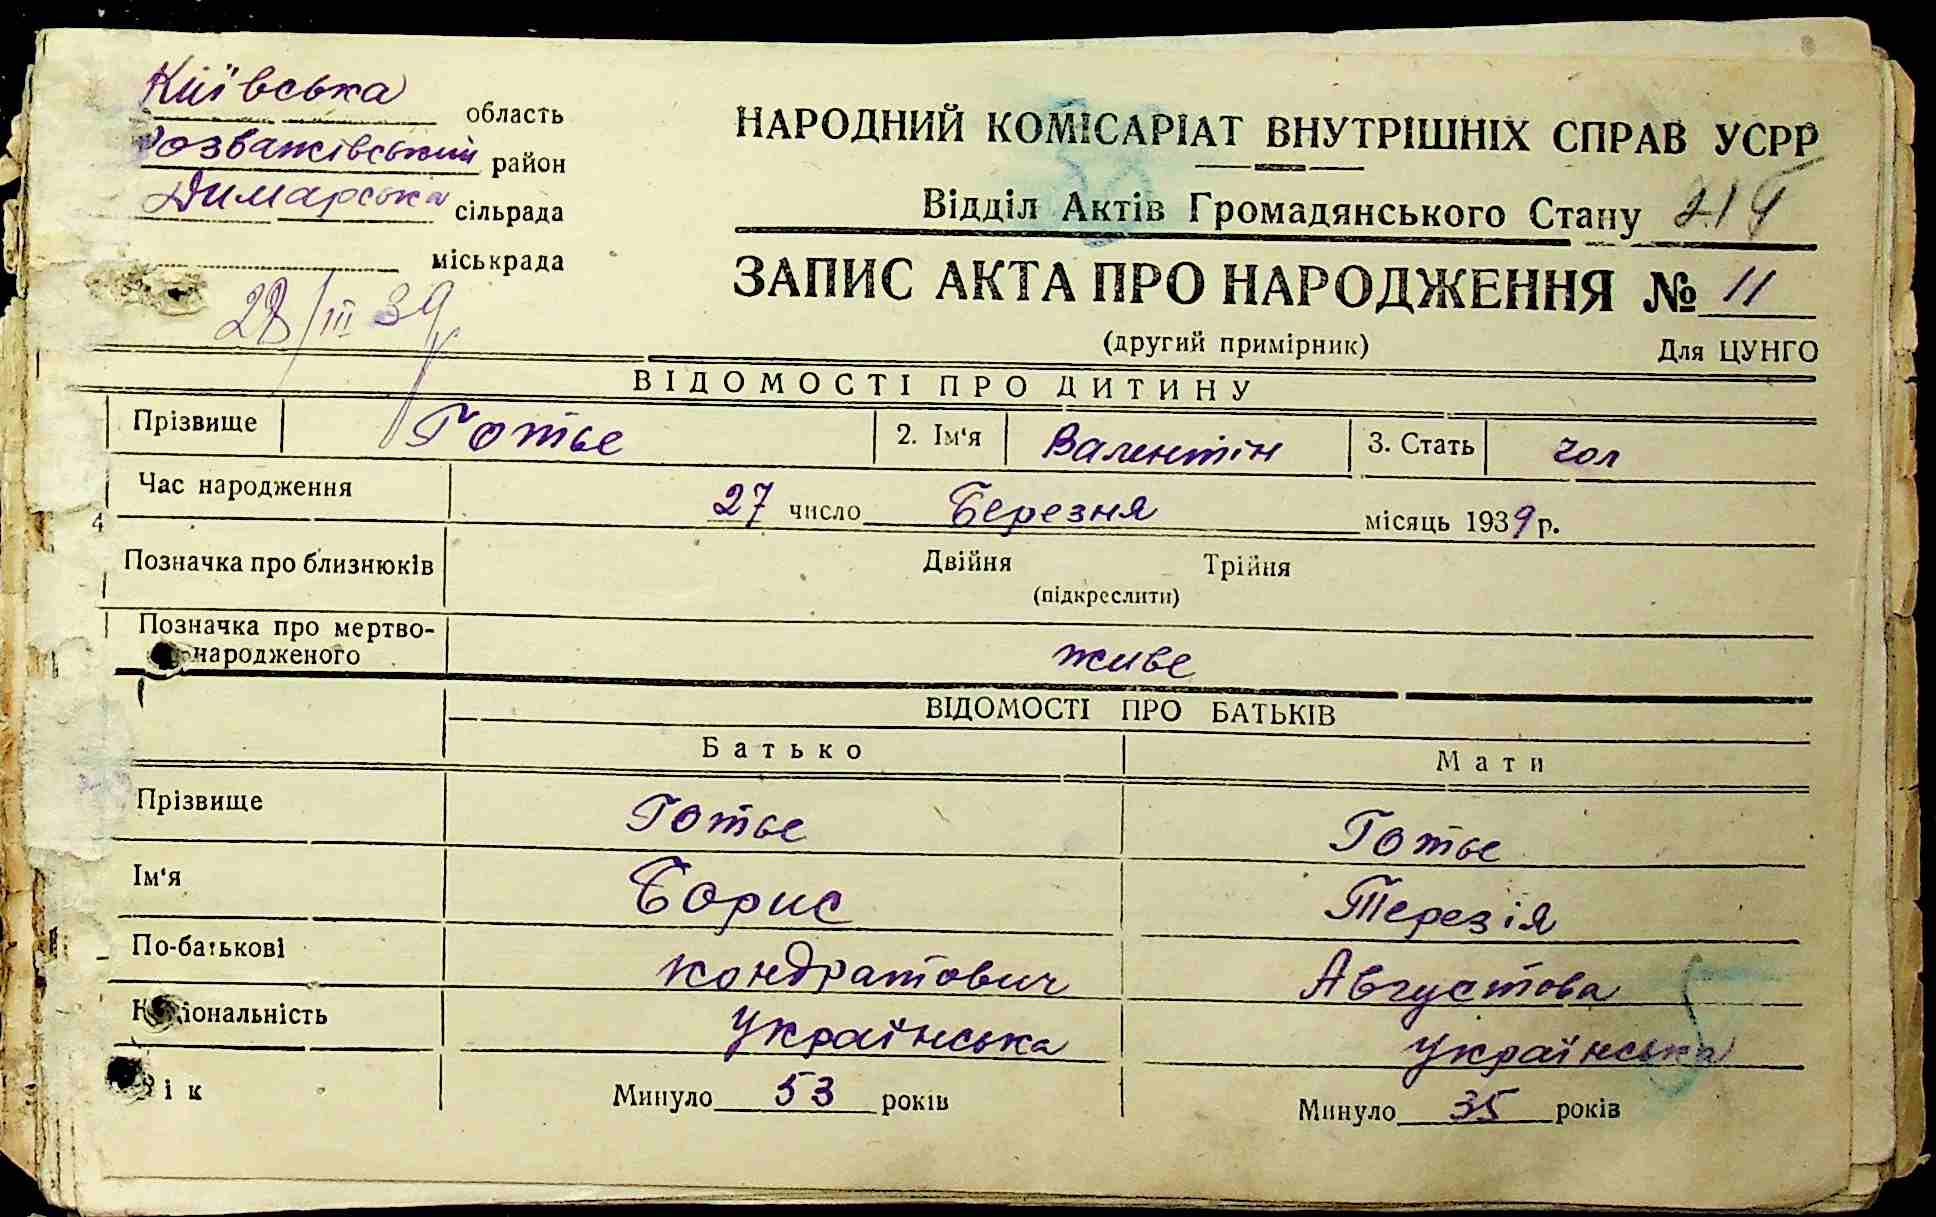 Київська область
Розважівський район
Димарська сільрада
міськрада
28/III 39
НАРОДНИЙ КОМІСАРІАТ ВНУТРІШНІХ СПРАВ УСРР
Відділ Актів Громадянського Стану
ЗАПИС АКТА ПРО НАРОДЖЕННЯ № 11
(другий примірник) Для ЦУНГО
ВІДОМОСТІ ПРО ДИТИНУ
Прізвище Готье 2. Ім'я Валентін 3. Стать чол
4 Час народження 27 число Березня місяць 1939 р.
Позначка про близнюків Двійня Трійня
(підкреслити)
Позначка про мертво-
народженого живе
ВІДОМОСТІ ПРО БАТЬКІВ
Батько Мати
Прізвище Готье Готье
Ім'я Борис Терезія
По-батькові Кондратович Августова
Національність Українська Українська
Вік Минуло 53 років Минуло 35 років